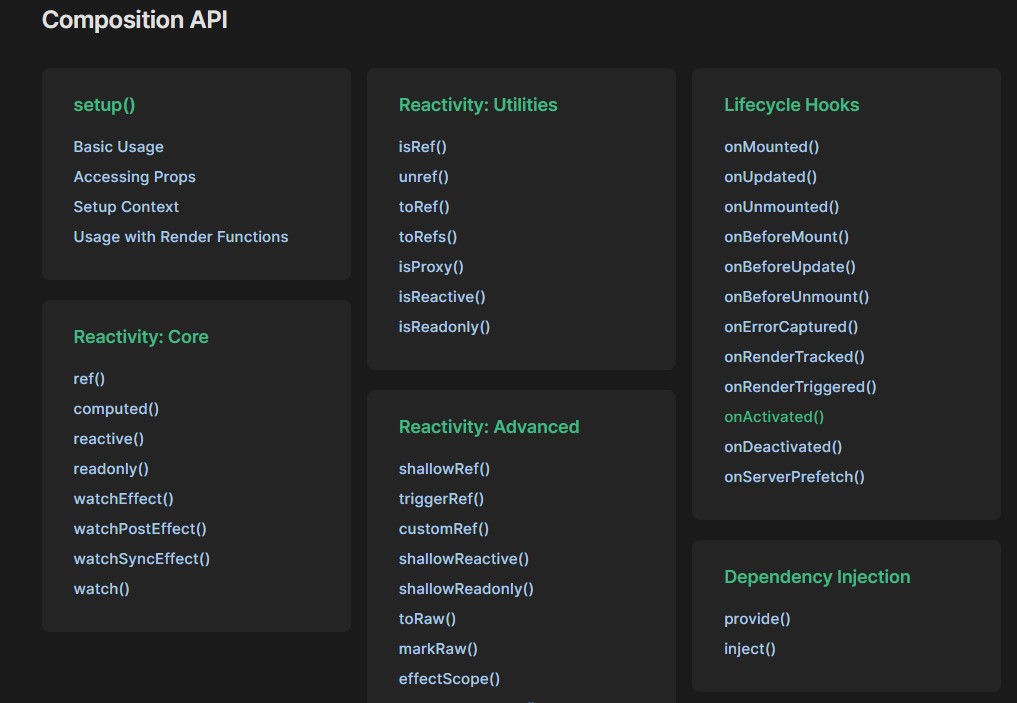 Composition API
setup()
Basic Usage
Accessing Props
Setup Context
Usage with Render Functions
Reactivity: Core
ref()
computed()
reactive()
readonly()
watchEffect()
watchPostEffect()
watchSyncEffect()
watch()
Reactivity: Utilities
isRef()
unref()
toRef()
toRefs()
isProxy()
isReactive()
isReadonly()
Reactivity: Advanced
shallowRef()
triggerRef()
customRef()
shallowReactive()
shallowReadonly()
toRaw()
markRaw()
effectScope()
Lifecycle Hooks
onMounted()
onUpdated()
onUnmounted()
onBeforeMount()
onBeforeUpdate()
onBeforeUnmount()
onErrorCaptured()
onRenderTracked()
onRenderTriggered()
onActivated()
onDeactivated()
onServerPrefetch()
Dependency Injection
provide()
inject()